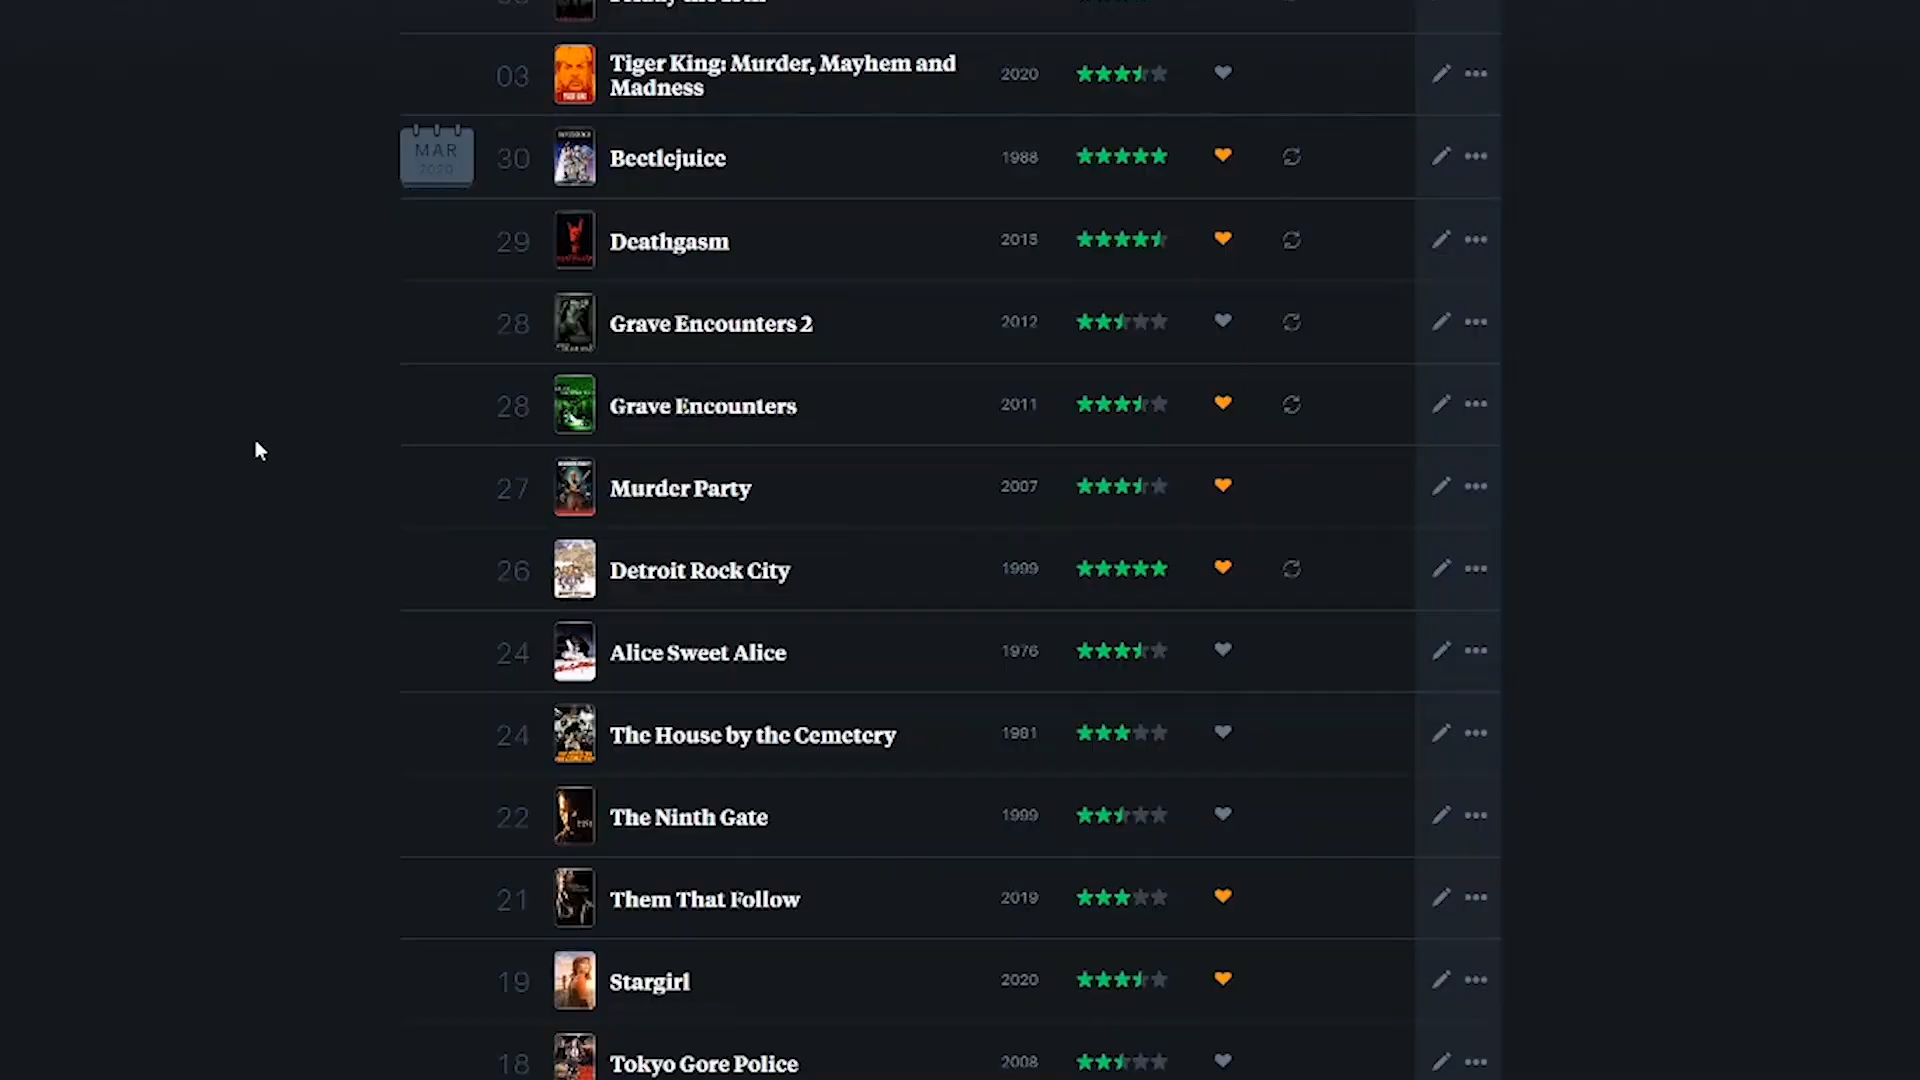 03 Tiger King: Murder, Mayhem and 2020
Madness
MAR 30 Beetlejuice 1988
2020
29 Deathgasm 2015
28 Grave Encounters 2 2012
28 Grave Encounters 2011
27 Murder Party 2007
26 Detroit Rock City 1999
24 Alice Sweet Alice 1976
24 The House by the Cemetery 1981
22 The Ninth Gate 1999
21 Them That Follow 2019
19 Stargirl 2020
18 Tokyo Gore Police 2008